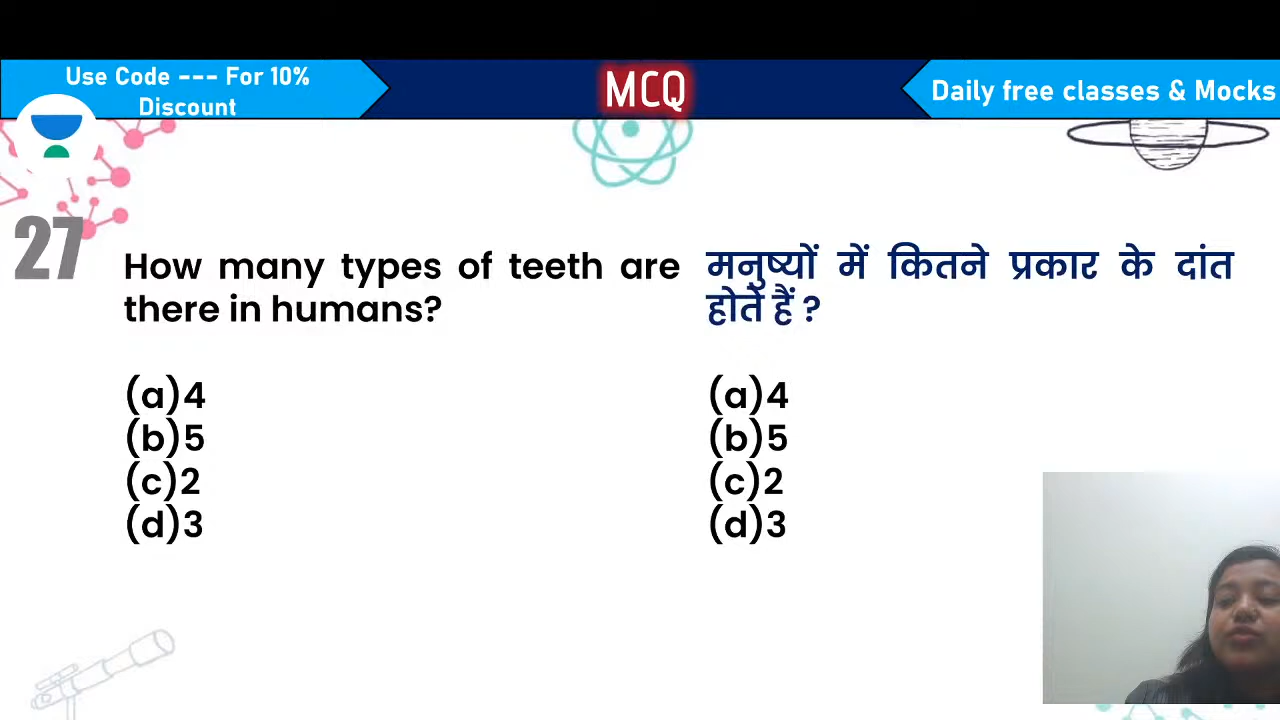 Use Code --- For 10%
Discount
MCQ
Daily free classes & Mocks
27
How many types of teeth are
there in humans?
(a)4
(b)5
(c)2
(d)3
मनुष्यों में कितने प्रकार के दांत
होते हैं ?
(a)4
(b)5
(c)2
(d)3